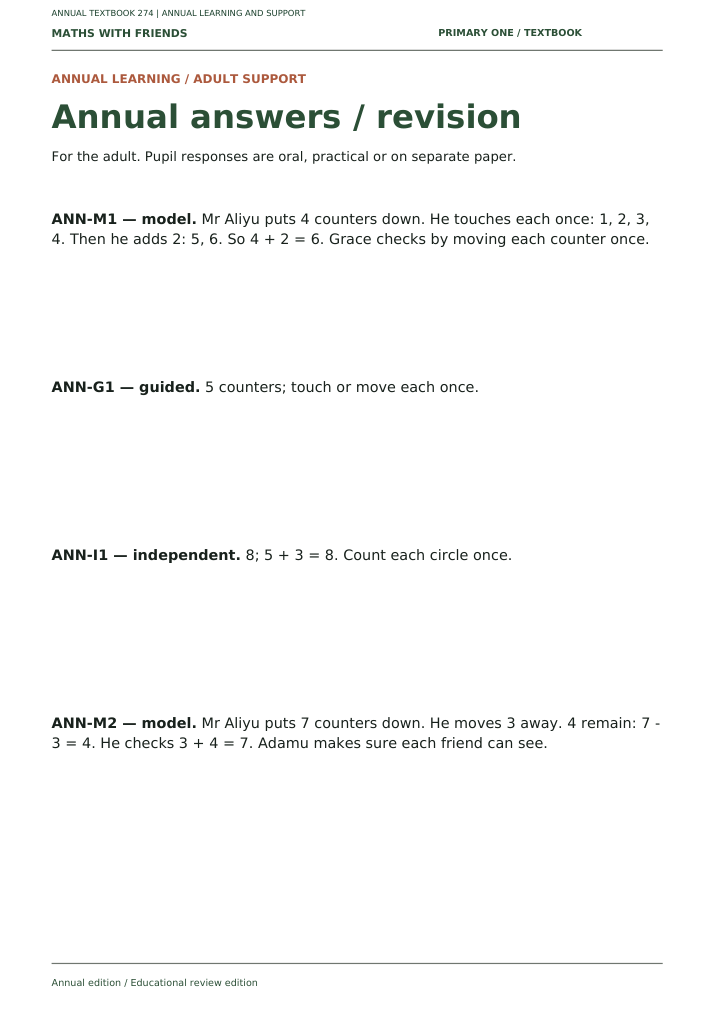 ANNUAL TEXTBOOK 274 | ANNUAL LEARNING AND SUPPORT
MATHS WITH FRIENDS
PRIMARY ONE / TEXTBOOK
ANNUAL LEARNING / ADULT SUPPORT
Annual answers / revision
For the adult. Pupil responses are oral, practical or on separate paper.
ANN-M1 — model. Mr Aliyu puts 4 counters down. He touches each once: 1, 2, 3,
4. Then he adds 2: 5, 6. So 4 + 2 = 6. Grace checks by moving each counter once.
ANN-G1 — guided. 5 counters; touch or move each once.
ANN-I1 — independent. 8; 5 + 3 = 8. Count each circle once.
ANN-M2 — model. Mr Aliyu puts 7 counters down. He moves 3 away. 4 remain: 7 -
3 = 4. He checks 3 + 4 = 7. Adamu makes sure each friend can see.
Annual edition / Educational review edition